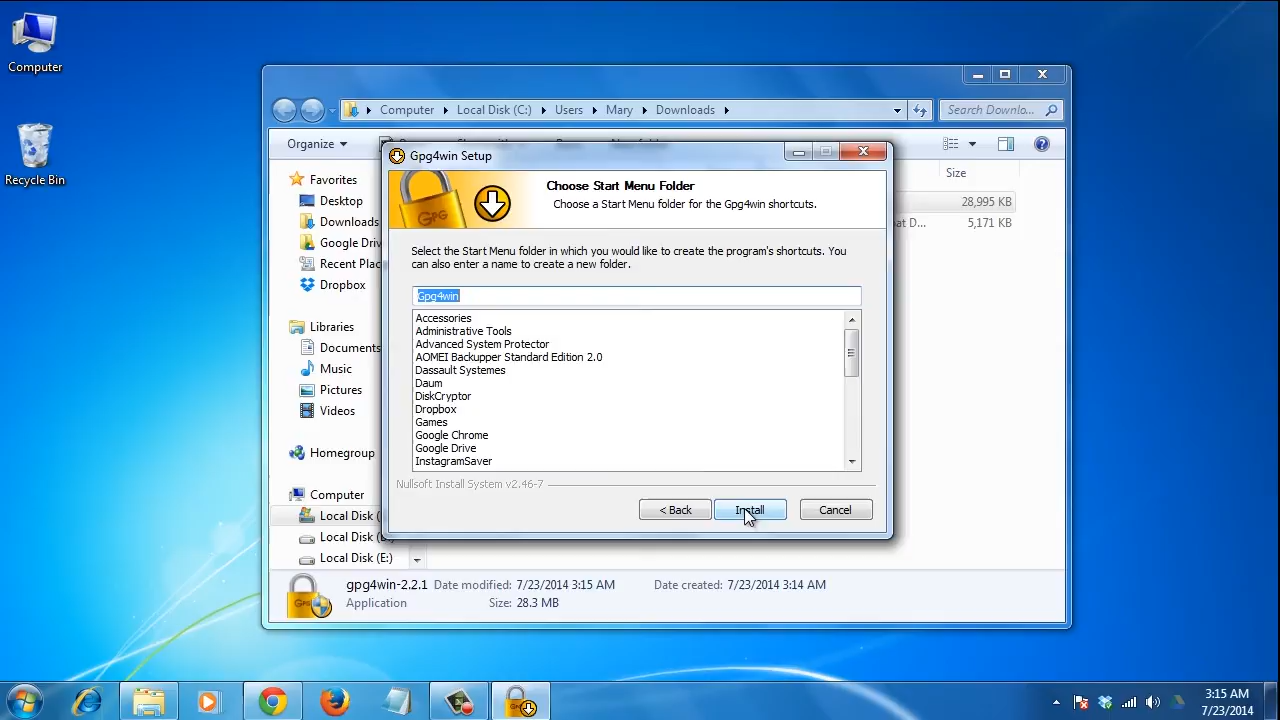 Computer
Recycle Bin
Computer
Local Disk (C:)
Users
Mary
Downloads
Search Downlo...
Organize
Gpg4win Setup
GPG
Choose Start Menu Folder
Choose a Start Menu folder for the Gpg4win shortcuts.
Select the Start Menu folder in which you would like to create the program's shortcuts. You
can also enter a name to create a new folder.
Gpg4win
Accessories
Administrative Tools
Advanced System Protector
AOMEI Backupper Standard Edition 2.0
Dassault Systemes
Daum
DiskCryptor
Dropbox
Games
Google Chrome
Google Drive
InstagramSaver
Nullsoft Install System v2.46-7
< Back
Install
Cancel
Size
28,995 KB
at D...
5,171 KB
Favorites
Desktop
Downloads
Google Driv
Recent Plac
Dropbox
Libraries
Documents
Music
Pictures
Videos
Homegroup
Computer
Local Disk (
Local Disk (
Local Disk (E:)
gpg4win-2.2.1
Date modified: 7/23/2014 3:15 AM
Date created: 7/23/2014 3:14 AM
Application
Size: 28.3 MB
3:15 AM
7/23/2014